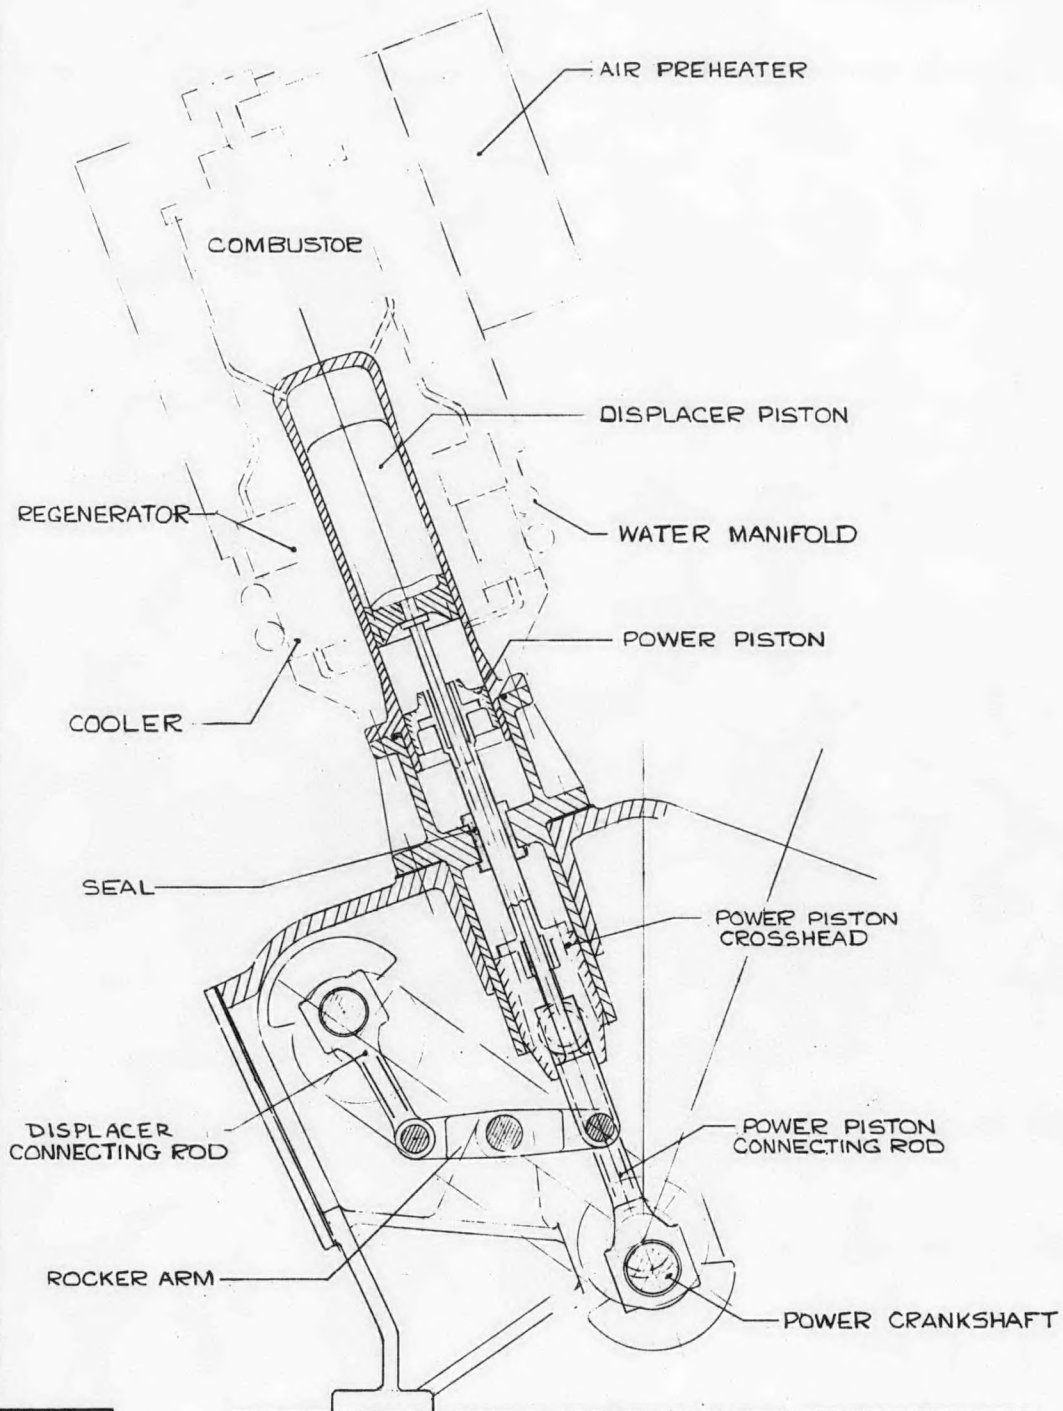 AIR PREHEATER
COMBUSTOR
DISPLACER PISTON
REGENERATOR
WATER MANIFOLD
POWER PISTON
COOLER
SEAL
POWER PISTON
CROSSHEAD
DISPLACER
CONNECTING ROD
POWER PISTON
CONNECTING ROD
ROCKER ARM
POWER CRANKSHAFT